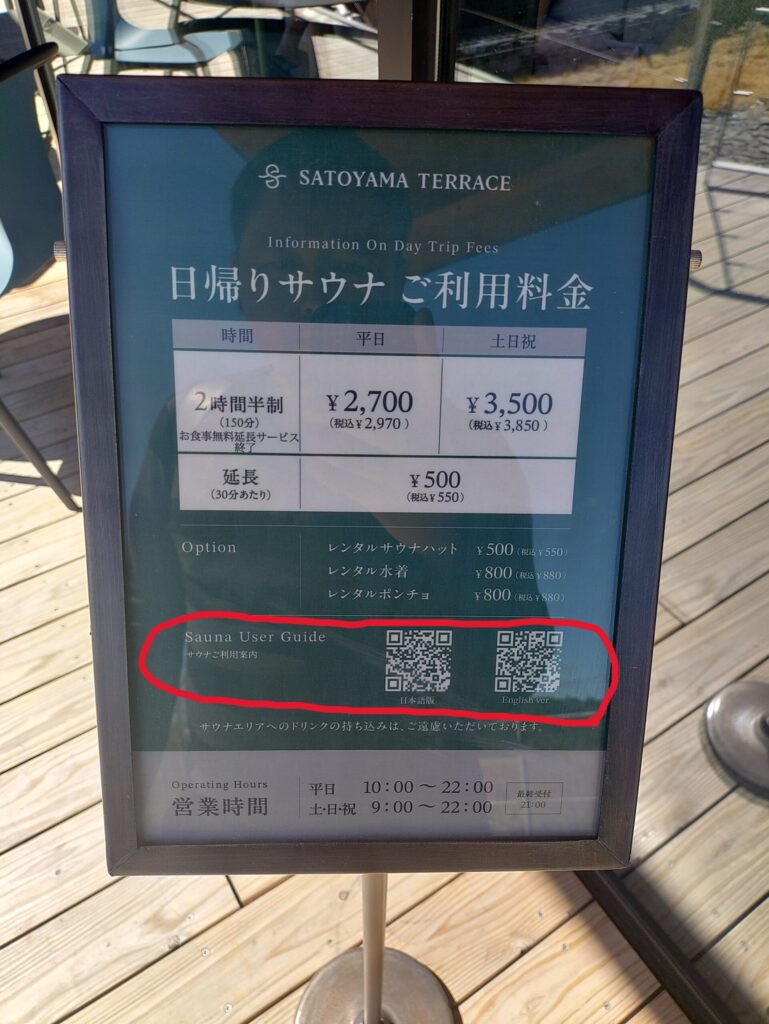 SATOYAMA TERRACE
Information On Day Trip Fees
日帰りサウナ ご利用料金
時間 平日 土日祝
2時間半制 ¥2,700 ¥3,500
(150分) (税込¥2,970) (税込¥3,850)
お食事無料延長サービス
終了
延長 ¥500
(30分あたり) (税込¥550)
Option レンタルサウナハット ¥500(税込¥550)
レンタル水着 ¥800(税込¥880)
レンタルポンチョ ¥800(税込¥880)
Sauna User Guide
サウナご利用案内
日本語版 English ver.
サウナエリアへのドリンクの持ち込みは、ご遠慮いただいております。
Operating Hours
営業時間
平日 10:00〜22:00
土・日・祝 9:00〜22:00
最終受付
21:00